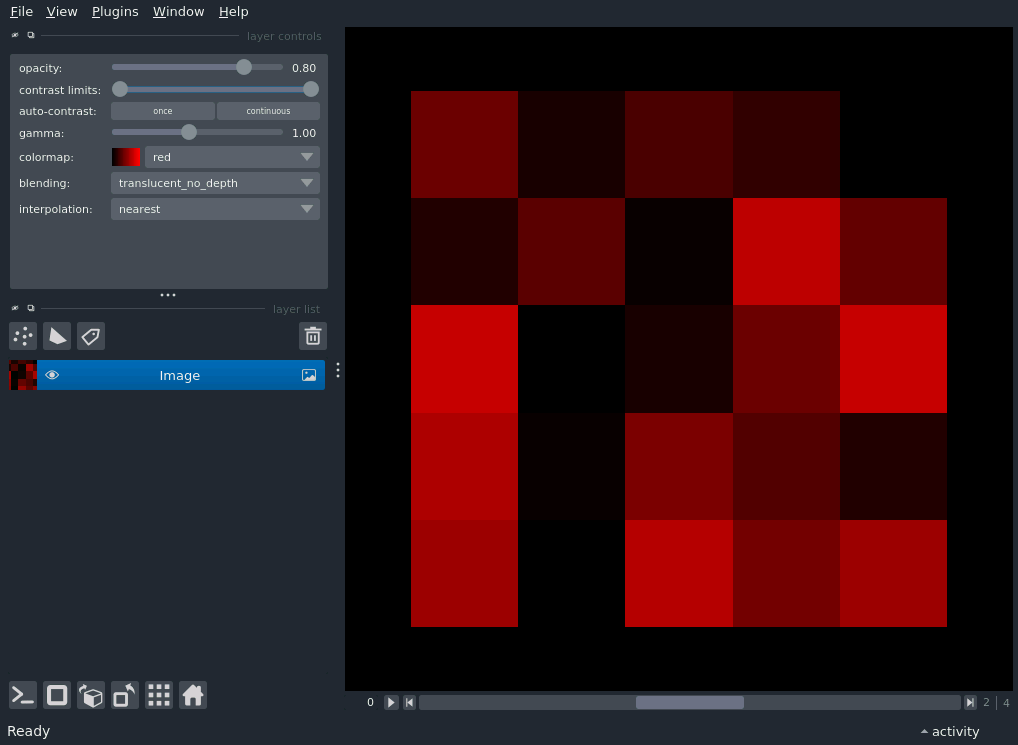 File View Plugins Window Help
layer controls
opacity: 0.80
contrast limits:
auto-contrast: once continuous
gamma: 1.00
colormap: red
blending: translucent_no_depth
interpolation: nearest
layer list
Image
0 2 | 4
Ready activity